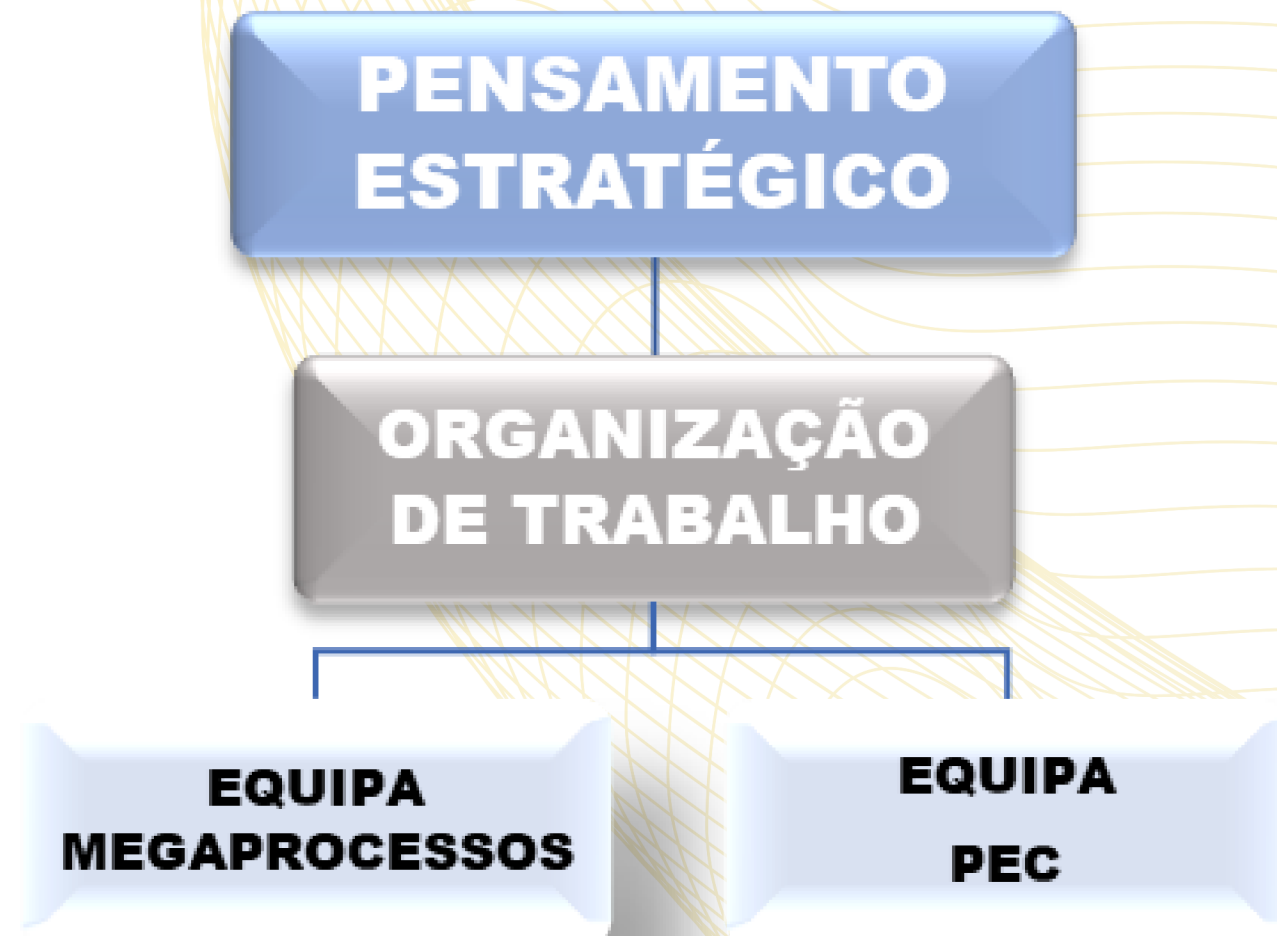 PENSAMENTO
ESTRATÉGICO
ORGANIZAÇÃO
DE TRABALHO
EQUIPA
MEGAPROCESSOS
EQUIPA
PEC